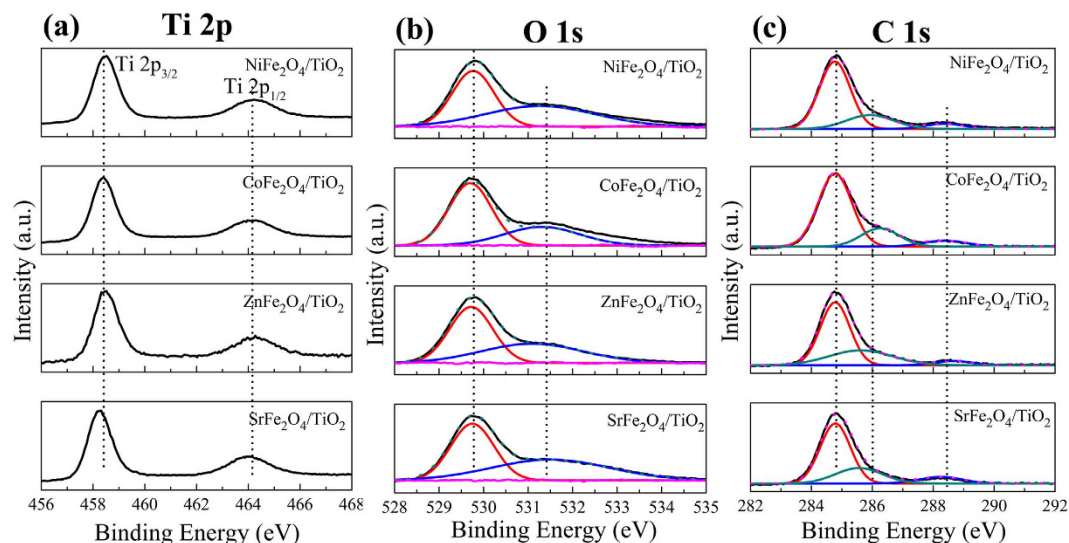 (a) Ti 2p
Ti 2p3/2
NiFe2O4/TiO2
Ti 2p1/2
CoFe2O4/TiO2
ZnFe2O4/TiO2
SrFe2O4/TiO2
Intensity (a.u.)
456 458 460 462 464 466 468
Binding Energy (eV)
(b) O 1s
NiFe2O4/TiO2
CoFe2O4/TiO2
ZnFe2O4/TiO2
SrFe2O4/TiO2
Intensity (a.u.)
528 529 530 531 532 533 534 535
Binding Energy (eV)
(c) C 1s
NiFe2O4/TiO2
CoFe2O4/TiO2
ZnFe2O4/TiO2
SrFe2O4/TiO2
Intensity (a.u.)
282 284 286 288 290 292
Binding Energy (eV)